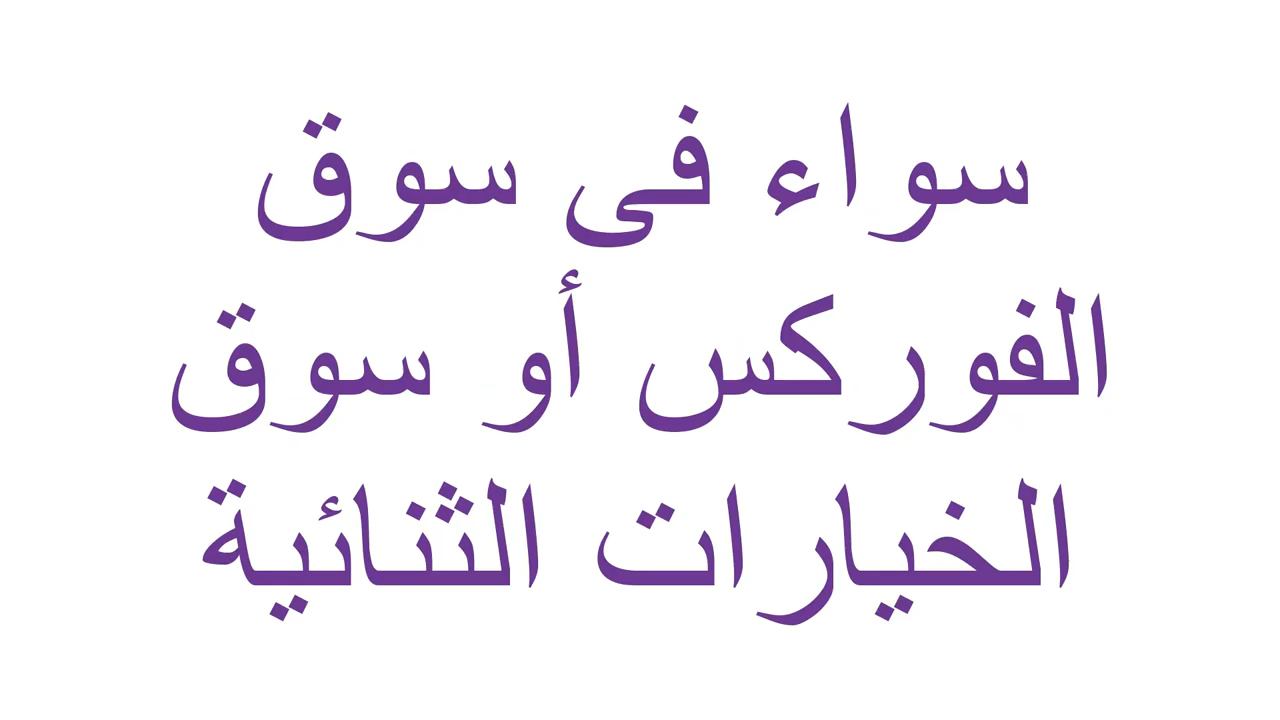 سواء فى سوق
الفوركس أو سوق
الخيارات الثنائية